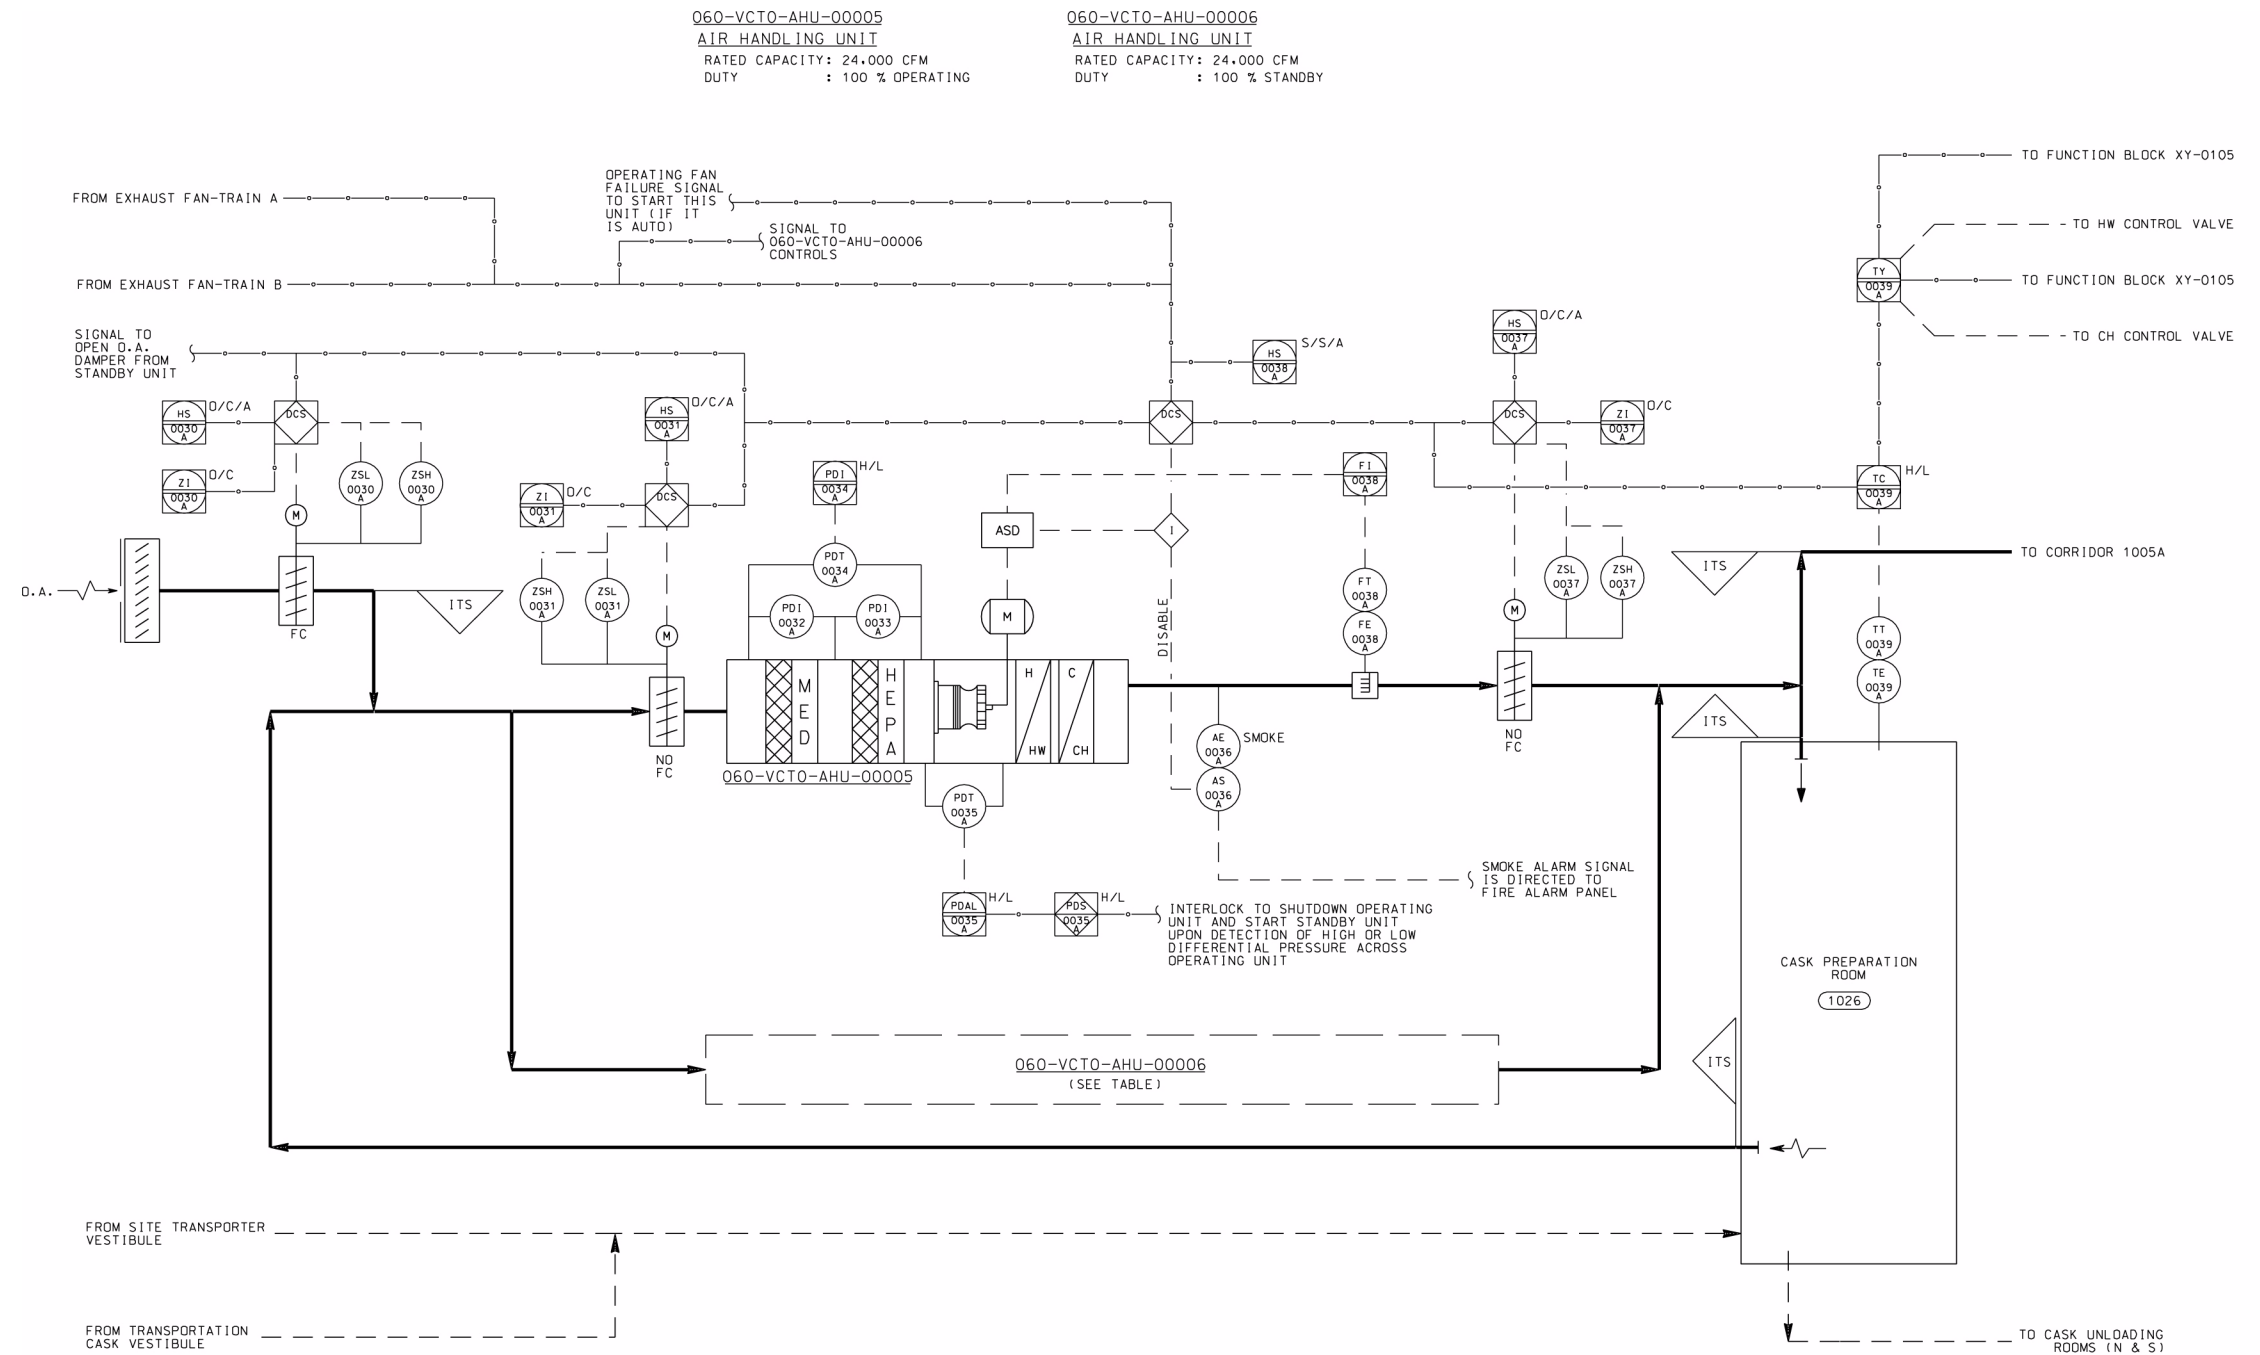 060-VCTO-AHU-00005
AIR HANDLING UNIT
RATED CAPACITY: 24,000 CFM
DUTY : 100 % OPERATING
060-VCTO-AHU-00006
AIR HANDLING UNIT
RATED CAPACITY: 24,000 CFM
DUTY : 100 % STANDBY
TO FUNCTION BLOCK XY-0105
FROM EXHAUST FAN-TRAIN A
OPERATING FAN
FAILURE SIGNAL
TO START THIS
UNIT (IF IT
IS AUTO)
SIGNAL TO
060-VCTO-AHU-00006
CONTROLS
TO HW CONTROL VALVE
FROM EXHAUST FAN-TRAIN B
TY
0039
A
TO FUNCTION BLOCK XY-0105
TO CH CONTROL VALVE
SIGNAL TO
OPEN O.A.
DAMPER FROM
STANDBY UNIT
HS
0038
A
S/S/A
HS
0037
A
O/C/A
HS
0030
A
O/C/A
DCS
HS
0031
A
O/C/A
DCS
DCS
ZI
0037
A
O/C
ZI
0030
A
O/C
ZSL
0030
A
ZSH
0030
A
ZI
0031
A
O/C
DCS
PDI
0034
A
H/L
FI
0038
A
TC
0039
A
H/L
M
ASD
I
TO CORRIDOR 1005A
ITS
O.A.
FC
ITS
ZSH
0031
A
ZSL
0031
A
M
PDT
0034
A
PDI
0032
A
PDI
0033
A
M
DISABLE
FT
0038
A
FE
0038
A
M
ZSL
0037
A
ZSH
0037
A
TT
0039
A
TE
0039
A
NO
FC
MED
HEPA
H
HW
C
CH
060-VCTO-AHU-00005
AE
0036
A
SMOKE
AS
0036
A
NO
FC
ITS
PDT
0035
A
SMOKE ALARM SIGNAL
IS DIRECTED TO
FIRE ALARM PANEL
PDAL
0035
A
H/L
PDS
0035
A
H/L
INTERLOCK TO SHUTDOWN OPERATING
UNIT AND START STANDBY UNIT
UPON DETECTION OF HIGH OR LOW
DIFFERENTIAL PRESSURE ACROSS
OPERATING UNIT
CASK PREPARATION
ROOM
1026
060-VCTO-AHU-00006
(SEE TABLE)
ITS
FROM SITE TRANSPORTER
VESTIBULE
FROM TRANSPORTATION
CASK VESTIBULE
TO CASK UNLOADING
ROOMS (N & S)